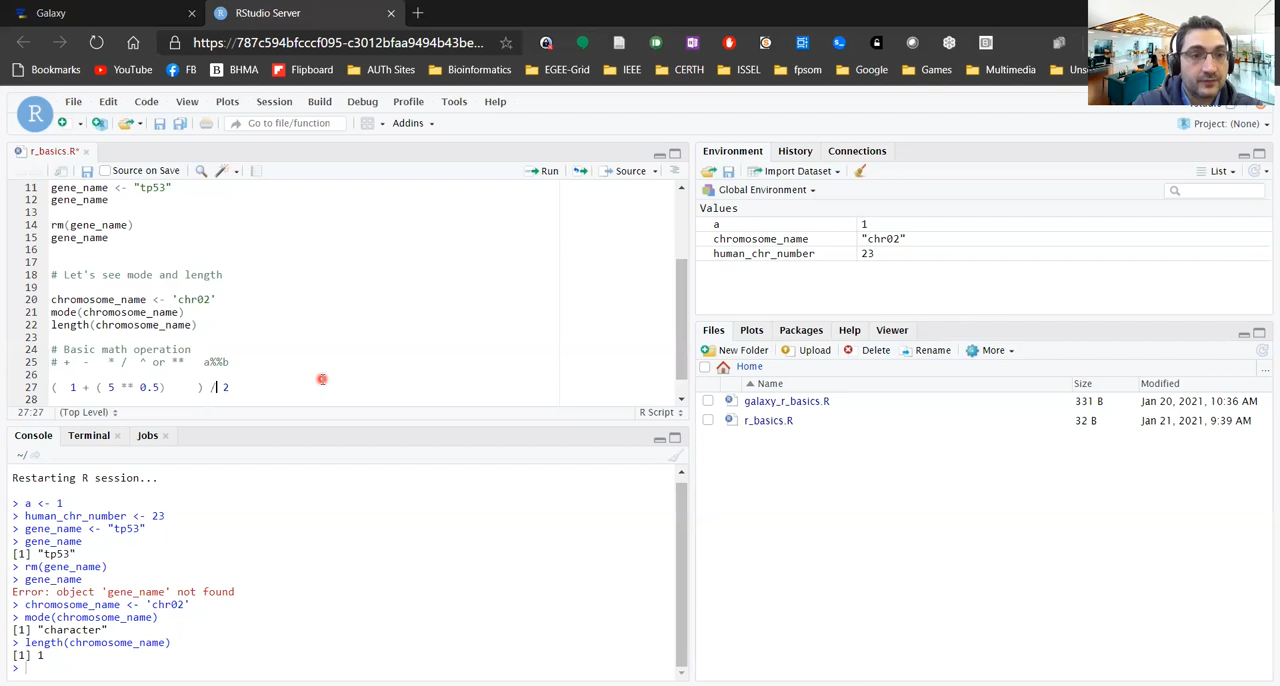 Galaxy
RStudio Server
https://787c594bfcccf095-c3012bfaa9494b43be...
Bookmarks YouTube FB BHMA Flipboard AUTh Sites Bioinformatics EGEE-Grid IEEE CERTH ISSEL fpsom Google Games Multimedia Uns
File Edit Code View Plots Session Build Debug Profile Tools Help
Go to file/function Addins Project: (None)
r_basics.R*
Source on Save Run Source
11 gene_name <- "tp53"
12 gene_name
13
14 rm(gene_name)
15 gene_name
16
17
18 # Let's see mode and length
19
20 chromosome_name <- 'chr02'
21 mode(chromosome_name)
22 length(chromosome_name)
23
24 # Basic math operation
25 # + - * / ^ or ** a%%b
26
27 ( 1 + ( 5 ** 0.5) ) / 2
28
27:27 (Top Level) R Script
Console Terminal Jobs
~/
Restarting R session...
> a <- 1
> human_chr_number <- 23
> gene_name <- "tp53"
> gene_name
[1] "tp53"
> rm(gene_name)
> gene_name
Error: object 'gene_name' not found
> chromosome_name <- 'chr02'
> mode(chromosome_name)
[1] "character"
> length(chromosome_name)
[1] 1
>
Environment History Connections
Import Dataset List
Global Environment
Values
a 1
chromosome_name "chr02"
human_chr_number 23
Files Plots Packages Help Viewer
New Folder Upload Delete Rename More
Home
Name Size Modified
galaxy_r_basics.R 331 B Jan 20, 2021, 10:36 AM
r_basics.R 32 B Jan 21, 2021, 9:39 AM